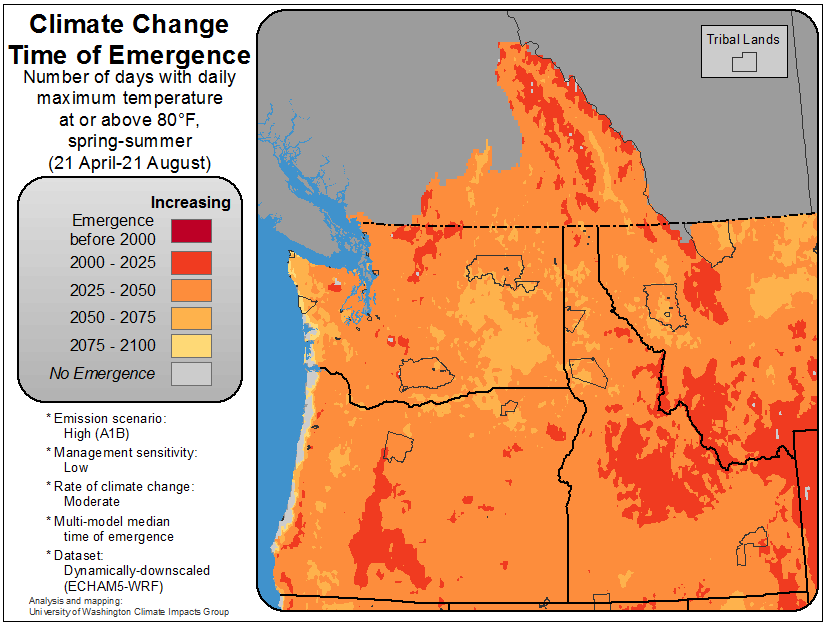 Climate Change
Time of Emergence
Number of days with daily
maximum temperature
at or above 80°F,
spring-summer
(21 April-21 August)
Increasing
Emergence
before 2000
2000 - 2025
2025 - 2050
2050 - 2075
2075 - 2100
No Emergence
* Emission scenario:
High (A1B)
* Management sensitivity:
Low
* Rate of climate change:
Moderate
* Multi-model median
time of emergence
* Dataset:
Dynamically-downscaled
(ECHAM5-WRF)
Analysis and mapping:
University of Washington Climate Impacts Group
Tribal Lands